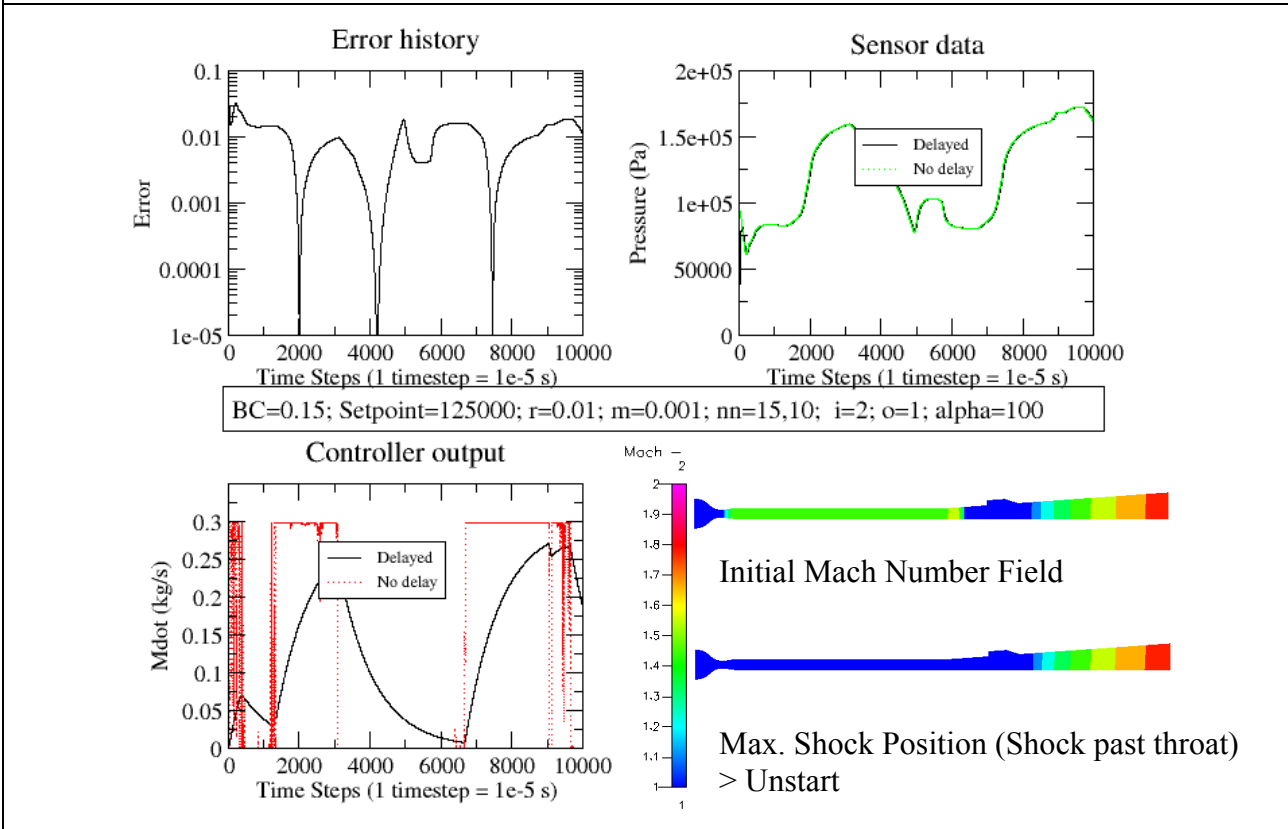 Error history
0.1
0.01
0.001
0.0001
1e-05
Error
0 2000 4000 6000 8000 10000
Time Steps (1 timestep = 1e-5 s)
Sensor data
2e+05
1.5e+05
1e+05
50000
0
Pressure (Pa)
Delayed
No delay
0 2000 4000 6000 8000 10000
Time Steps (1 timestep = 1e-5 s)
BC=0.15; Setpoint=125000; r=0.01; m=0.001; nn=15,10; i=2; o=1; alpha=100
Controller output
0.3
0.25
0.2
0.15
0.1
0.05
0
Mdot (kg/s)
Delayed
No delay
0 2000 4000 6000 8000 10000
Time Steps (1 timestep = 1e-5 s)
Mach –
2
2
1.9
1.8
1.7
1.6
1.5
1.4
1.3
1.2
1.1
1
1
Initial Mach Number Field
Max. Shock Position (Shock past throat)
> Unstart